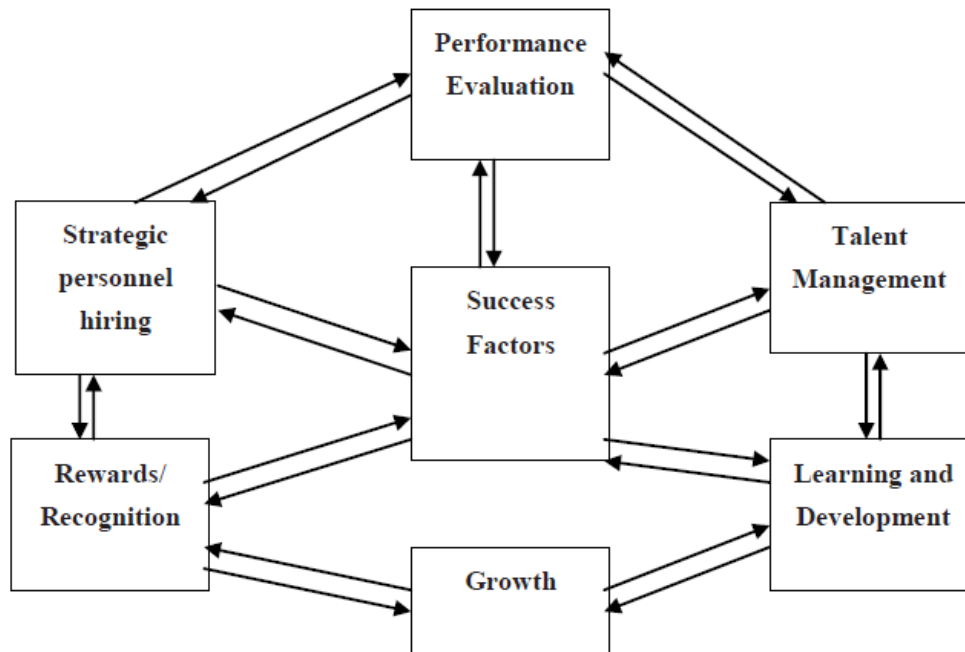 Performance
Evaluation
Strategic
personnel
hiring
Talent
Management
Success
Factors
Rewards/
Recognition
Learning and
Development
Growth